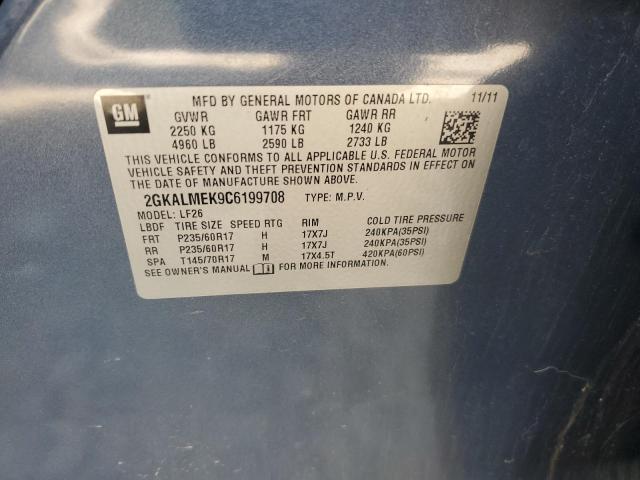 GM
MFD BY GENERAL MOTORS OF CANADA LTD. 11/11
GVWR GAWR FRT GAWR RR
2250 KG 1175 KG 1240 KG
4960 LB 2590 LB 2733 LB
THIS VEHICLE CONFORMS TO ALL APPLICABLE U.S. FEDERAL MOTOR
VEHICLE SAFETY AND THEFT PREVENTION STANDARDS IN EFFECT ON
THE DATE OF MANUFACTURE SHOWN ABOVE.
2GKALMEK9C6199708 TYPE: M.P.V.
MODEL: LF26
LBDF TIRE SIZE SPEED RTG RIM COLD TIRE PRESSURE
FRT P235/60R17 H 17X7J 240KPA(35PSI)
RR P235/60R17 H 17X7J 240KPA(35PSI)
SPA T145/70R17 M 17X4.5T 420KPA(60PSI)
SEE OWNER'S MANUAL FOR MORE INFORMATION.